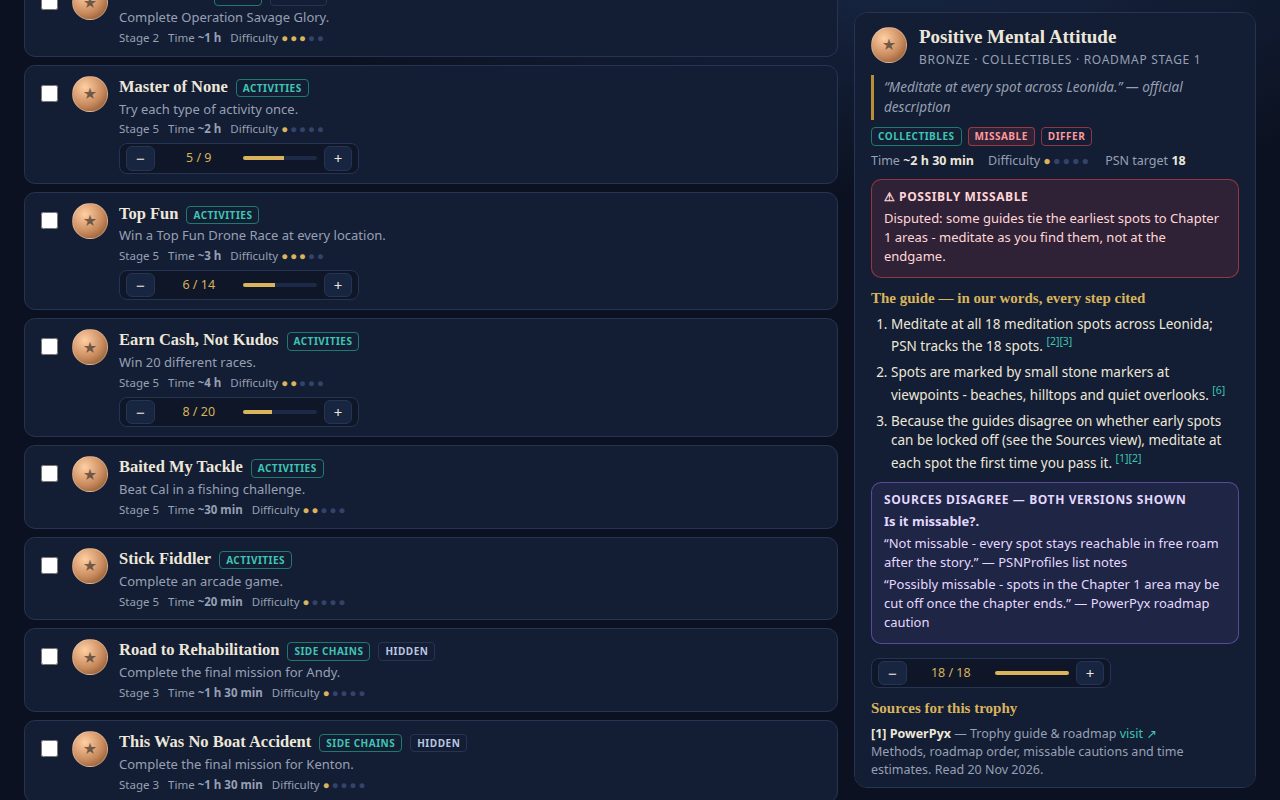 Complete Operation Savage Glory.
Stage 2 Time ~1 h Difficulty
Master of None ACTIVITIES
Try each type of activity once.
Stage 5 Time ~2 h Difficulty
− 5 / 9 +
Top Fun ACTIVITIES
Win a Top Fun Drone Race at every location.
Stage 5 Time ~3 h Difficulty
− 6 / 14 +
Earn Cash, Not Kudos ACTIVITIES
Win 20 different races.
Stage 5 Time ~4 h Difficulty
− 8 / 20 +
Baited My Tackle ACTIVITIES
Beat Cal in a fishing challenge.
Stage 5 Time ~30 min Difficulty
Stick Fiddler ACTIVITIES
Complete an arcade game.
Stage 5 Time ~20 min Difficulty
Road to Rehabilitation SIDE CHAINS HIDDEN
Complete the final mission for Andy.
Stage 3 Time ~1 h 30 min Difficulty
This Was No Boat Accident SIDE CHAINS HIDDEN
Complete the final mission for Kenton.
Stage 3 Time ~1 h 30 min Difficulty
Positive Mental Attitude
BRONZE · COLLECTIBLES · ROADMAP STAGE 1
“Meditate at every spot across Leonida.” — official
description
COLLECTIBLES MISSABLE DIFFER
Time ~2 h 30 min Difficulty PSN target 18
⚠ POSSIBLY MISSABLE
Disputed: some guides tie the earliest spots to Chapter
1 areas - meditate as you find them, not at the
endgame.
The guide — in our words, every step cited
1. Meditate at all 18 meditation spots across Leonida;
PSN tracks the 18 spots. [2][3]
2. Spots are marked by small stone markers at
viewpoints - beaches, hilltops and quiet overlooks. [6]
3. Because the guides disagree on whether early spots
can be locked off (see the Sources view), meditate at
each spot the first time you pass it. [1][2]
SOURCES DISAGREE — BOTH VERSIONS SHOWN
Is it missable?.
“Not missable - every spot stays reachable in free roam
after the story.” — PSNProfiles list notes
“Possibly missable - spots in the Chapter 1 area may be
cut off once the chapter ends.” — PowerPyx roadmap
caution
− 18 / 18 +
Sources for this trophy
[1] PowerPyx — Trophy guide & roadmap visit ↗
Methods, roadmap order, missable cautions and time
estimates. Read 20 Nov 2026.